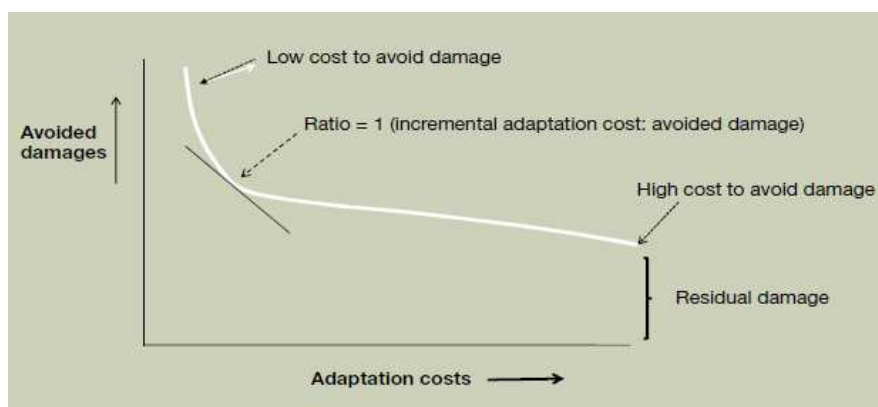 Low cost to avoid damage
Ratio = 1 (incremental adaptation cost: avoided damage)
Avoided
damages
High cost to avoid damage
Residual damage
Adaptation costs